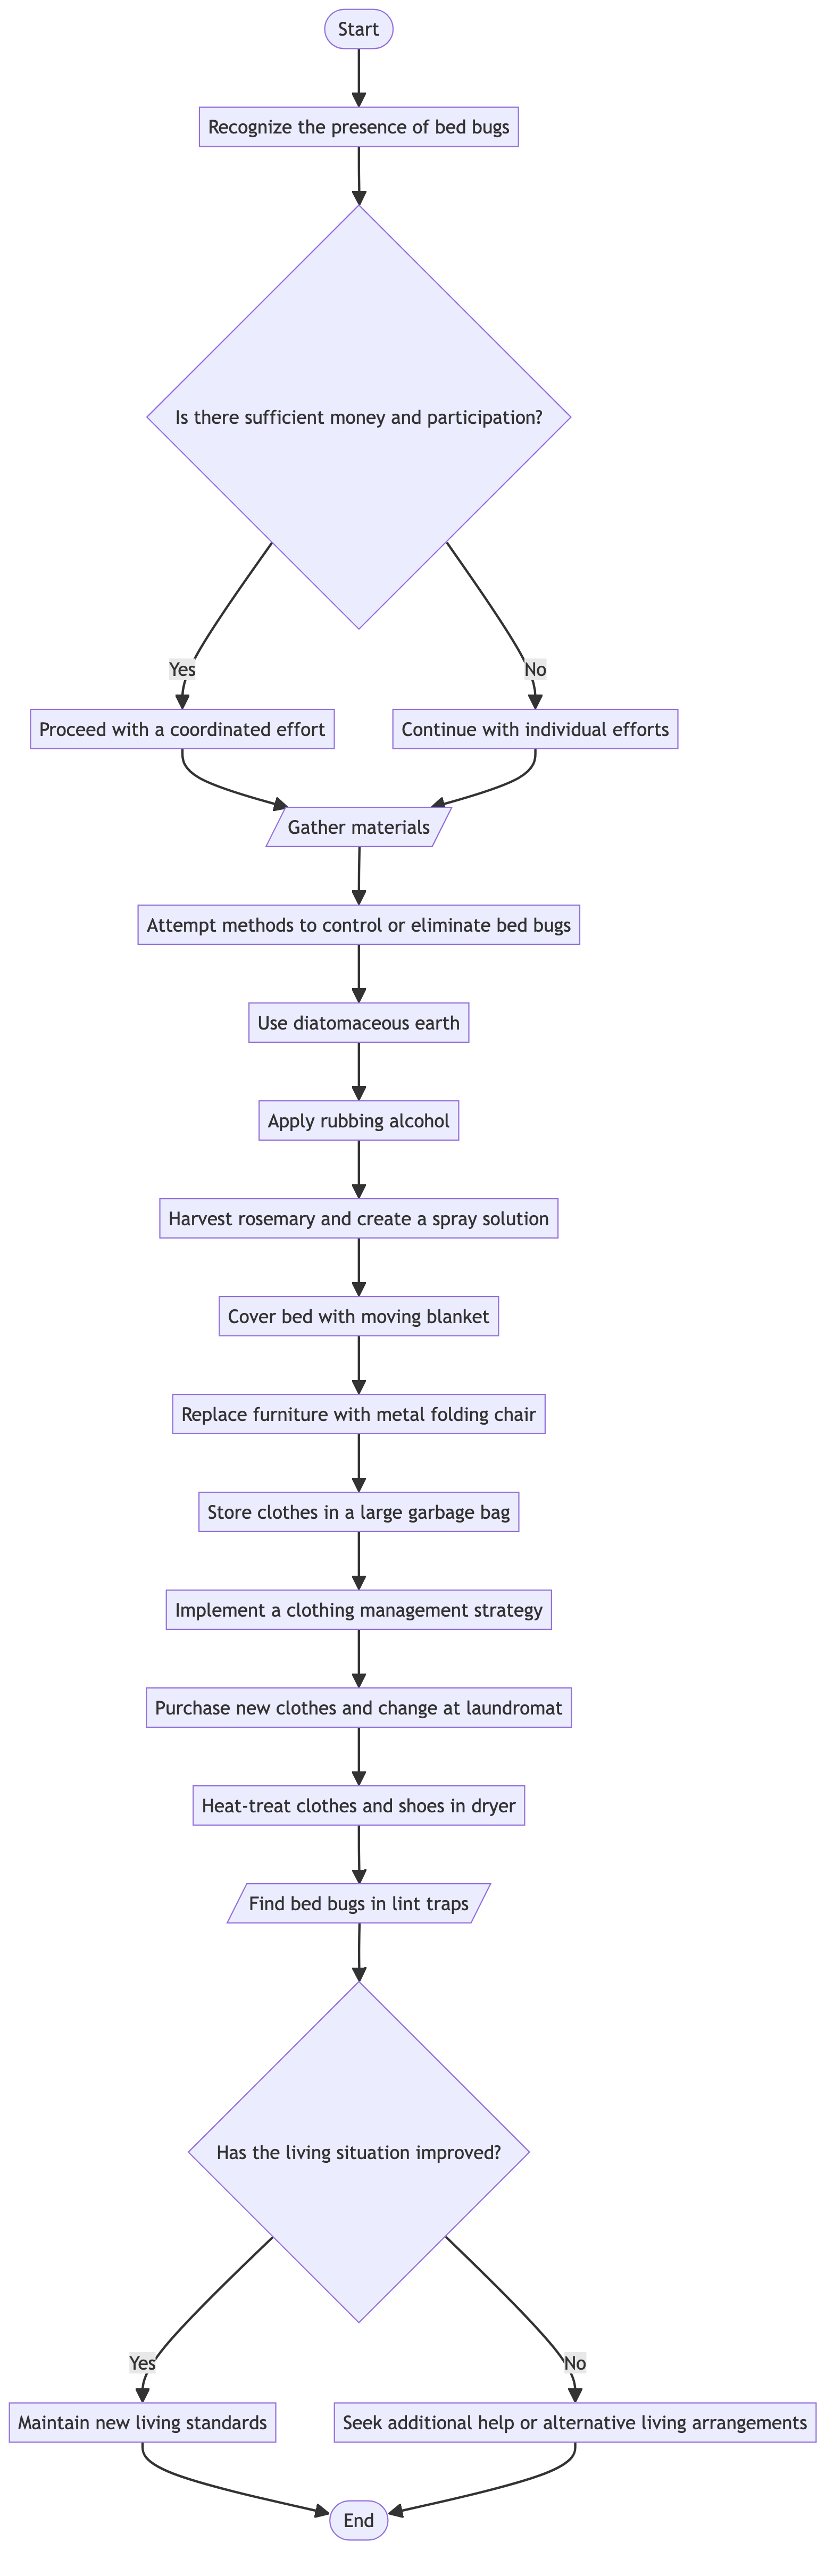 Start
Recognize the presence of bed bugs
Is there sufficient money and participation?
Yes
No
Proceed with a coordinated effort
Continue with individual efforts
Gather materials
Attempt methods to control or eliminate bed bugs
Use diatomaceous earth
Apply rubbing alcohol
Harvest rosemary and create a spray solution
Cover bed with moving blanket
Replace furniture with metal folding chair
Store clothes in a large garbage bag
Implement a clothing management strategy
Purchase new clothes and change at laundromat
Heat-treat clothes and shoes in dryer
Find bed bugs in lint traps
Has the living situation improved?
Yes
No
Maintain new living standards
Seek additional help or alternative living arrangements
End